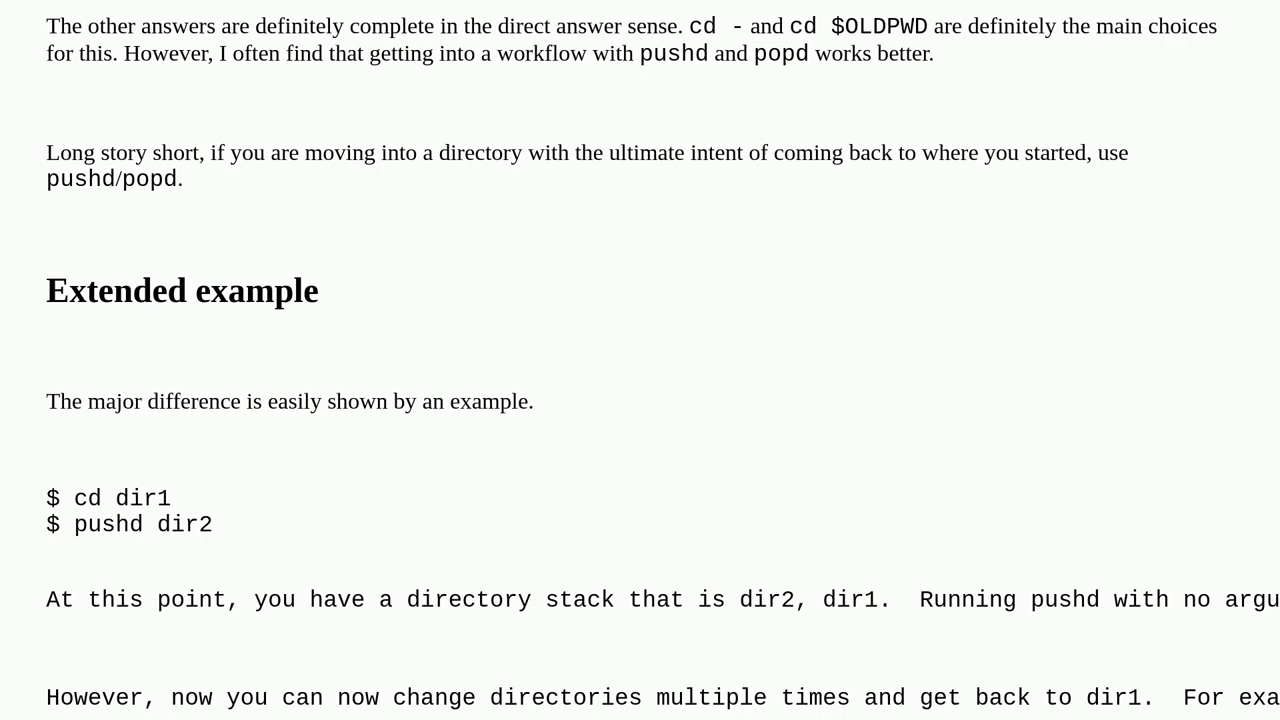 The other answers are definitely complete in the direct answer sense. cd - and cd $OLDPWD are definitely the main choices
for this. However, I often find that getting into a workflow with pushd and popd works better.
Long story short, if you are moving into a directory with the ultimate intent of coming back to where you started, use
pushd/popd.
Extended example
The major difference is easily shown by an example.
$ cd dir1
$ pushd dir2
At this point, you have a directory stack that is dir2, dir1.  Running pushd with no argu
However, now you can now change directories multiple times and get back to dir1.  For exa